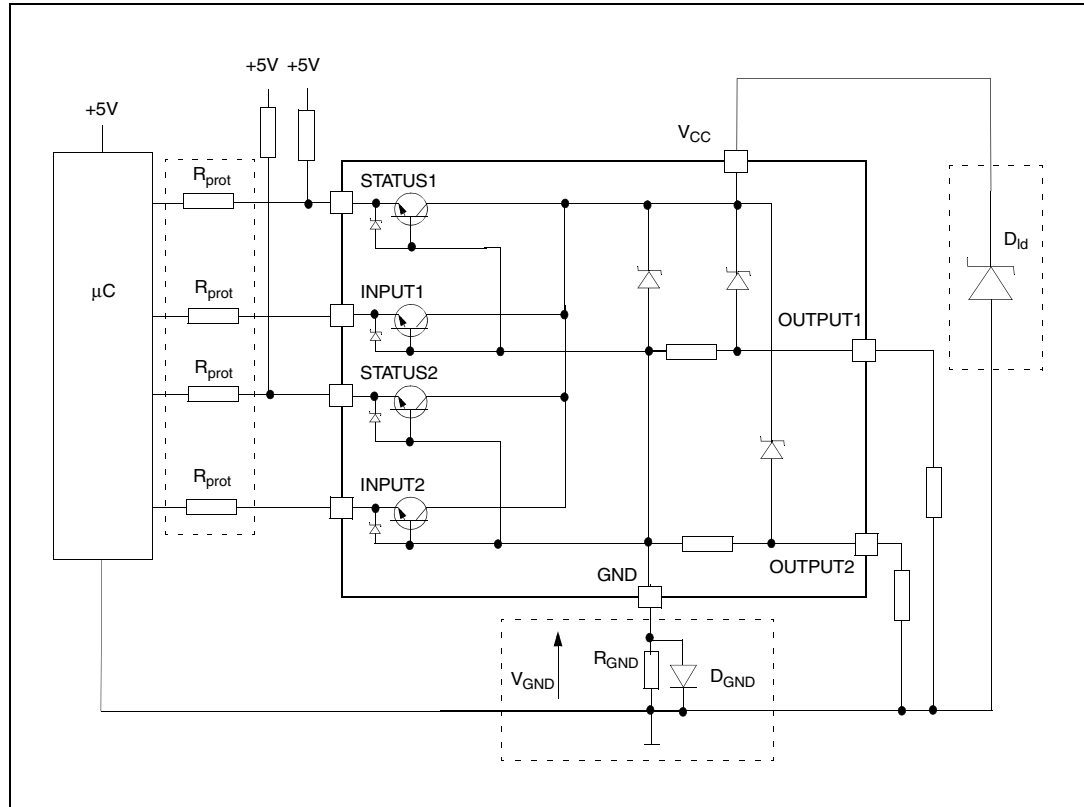 +5V +5V
+5V
V_CC
R_prot
STATUS1
D_ld
μC
R_prot
INPUT1
OUTPUT1
R_prot
STATUS2
R_prot
INPUT2
GND
OUTPUT2
V_GND
R_GND
D_GND